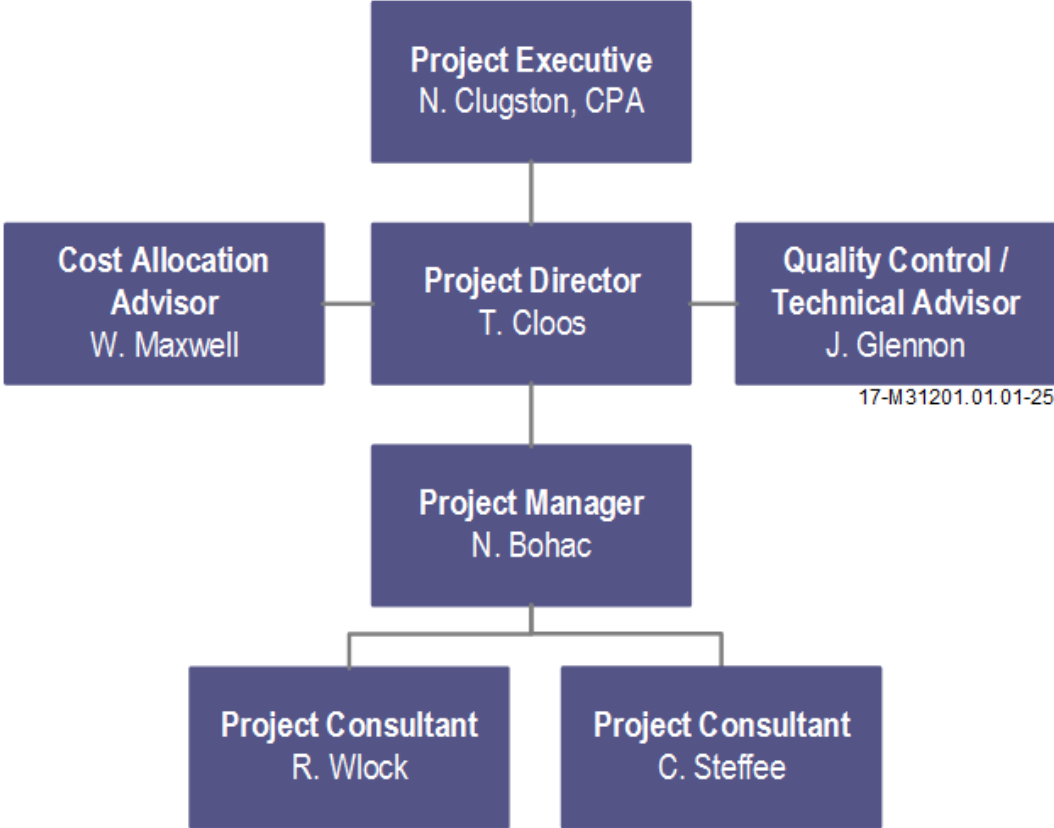 Project Executive
N. Clugston, CPA
Cost Allocation
Advisor
W. Maxwell
Project Director
T. Cloos
Quality Control /
Technical Advisor
J. Glennon
17-M31201.01.01-25
Project Manager
N. Bohac
Project Consultant
R. Wlock
Project Consultant
C. Steffee